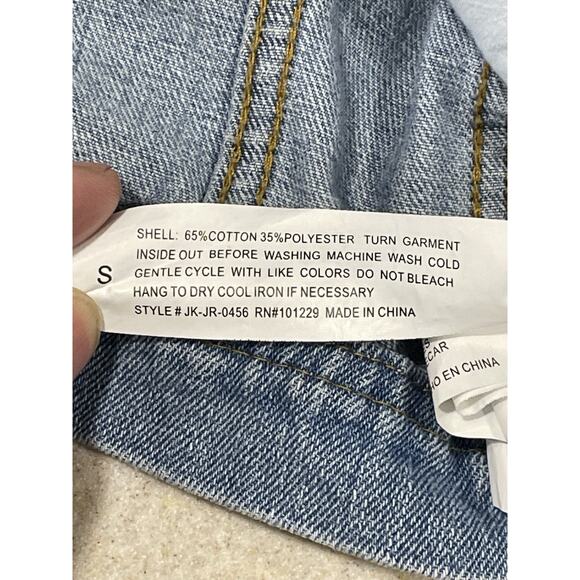 SHELL: 65%COTTON 35%POLYESTER TURN GARMENT
INSIDE OUT BEFORE WASHING MACHINE WASH COLD
S
GENTLE CYCLE WITH LIKE COLORS DO NOT BLEACH
HANG TO DRY COOL IRON IF NECESSARY
STYLE # JK-JR-0456 RN#101229 MADE IN CHINA
ECAR
O EN CHINA